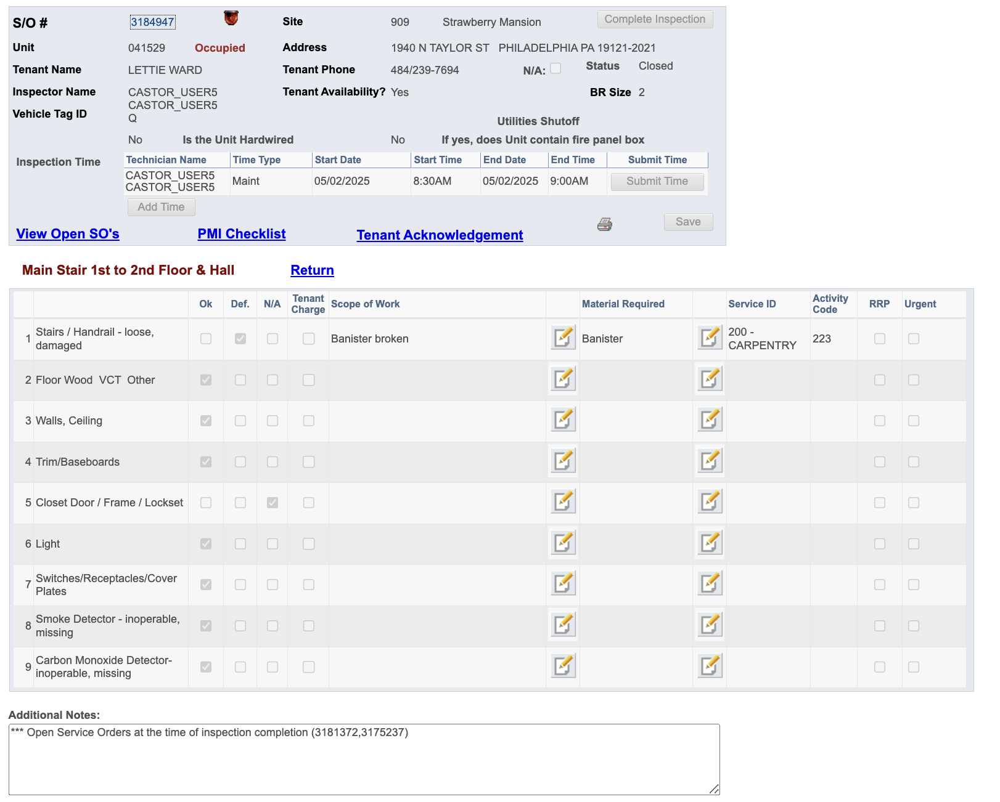 S/O # 3184947 Site 909 Strawberry Mansion Complete Inspection
Unit 041529 Occupied Address 1940 N TAYLOR ST PHILADELPHIA PA 19121-2021
Tenant Name LETTIE WARD Tenant Phone 484/239-7694 N/A: Status Closed
Inspector Name CASTOR_USER5 Tenant Availability? Yes BR Size 2
CASTOR_USER5
Vehicle Tag ID Q
Utilities Shutoff
No Is the Unit Hardwired No If yes, does Unit contain fire panel box
Inspection Time Technician Name Time Type Start Date Start Time End Date End Time Submit Time
CASTOR_USER5
CASTOR_USER5 Maint 05/02/2025 8:30AM 05/02/2025 9:00AM Submit Time
Add Time
Save
View Open SO's PMI Checklist Tenant Acknowledgement
Main Stair 1st to 2nd Floor & Hall Return
Ok Def. N/A Tenant Charge Scope of Work Material Required Service ID Activity Code RRP Urgent
1 Stairs / Handrail - loose, damaged Banister broken Banister 200 - CARPENTRY 223
2 Floor Wood VCT Other
3 Walls, Ceiling
4 Trim/Baseboards
5 Closet Door / Frame / Lockset
6 Light
7 Switches/Receptacles/Cover Plates
8 Smoke Detector - inoperable, missing
9 Carbon Monoxide Detector- inoperable, missing
Additional Notes:
*** Open Service Orders at the time of inspection completion (3181372,3175237)